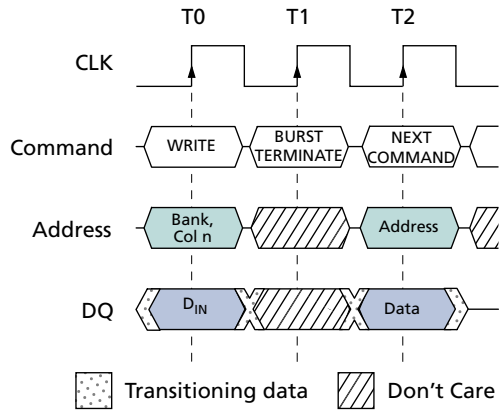 T0 T1 T2
CLK
Command WRITE BURST TERMINATE NEXT COMMAND
Address Bank, Col n Address
DQ DIN Data
Transitioning data Don't Care